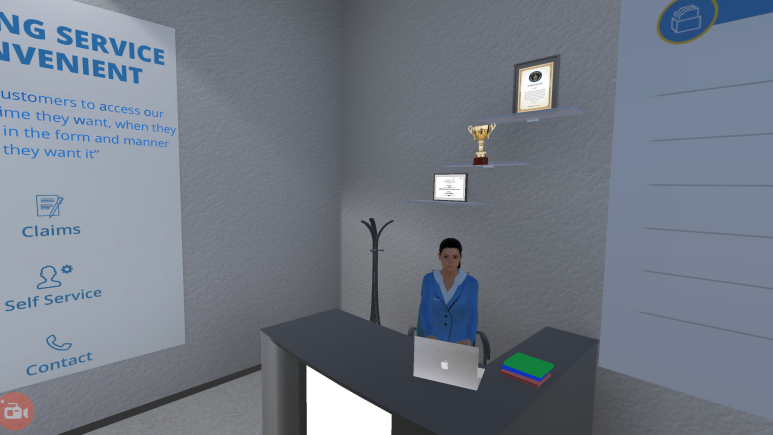 NG SERVICE
NVENIENT
ustomers to access our
ime they want, when they
in the form and manner
they want it"
Claims
Self Service
Contact